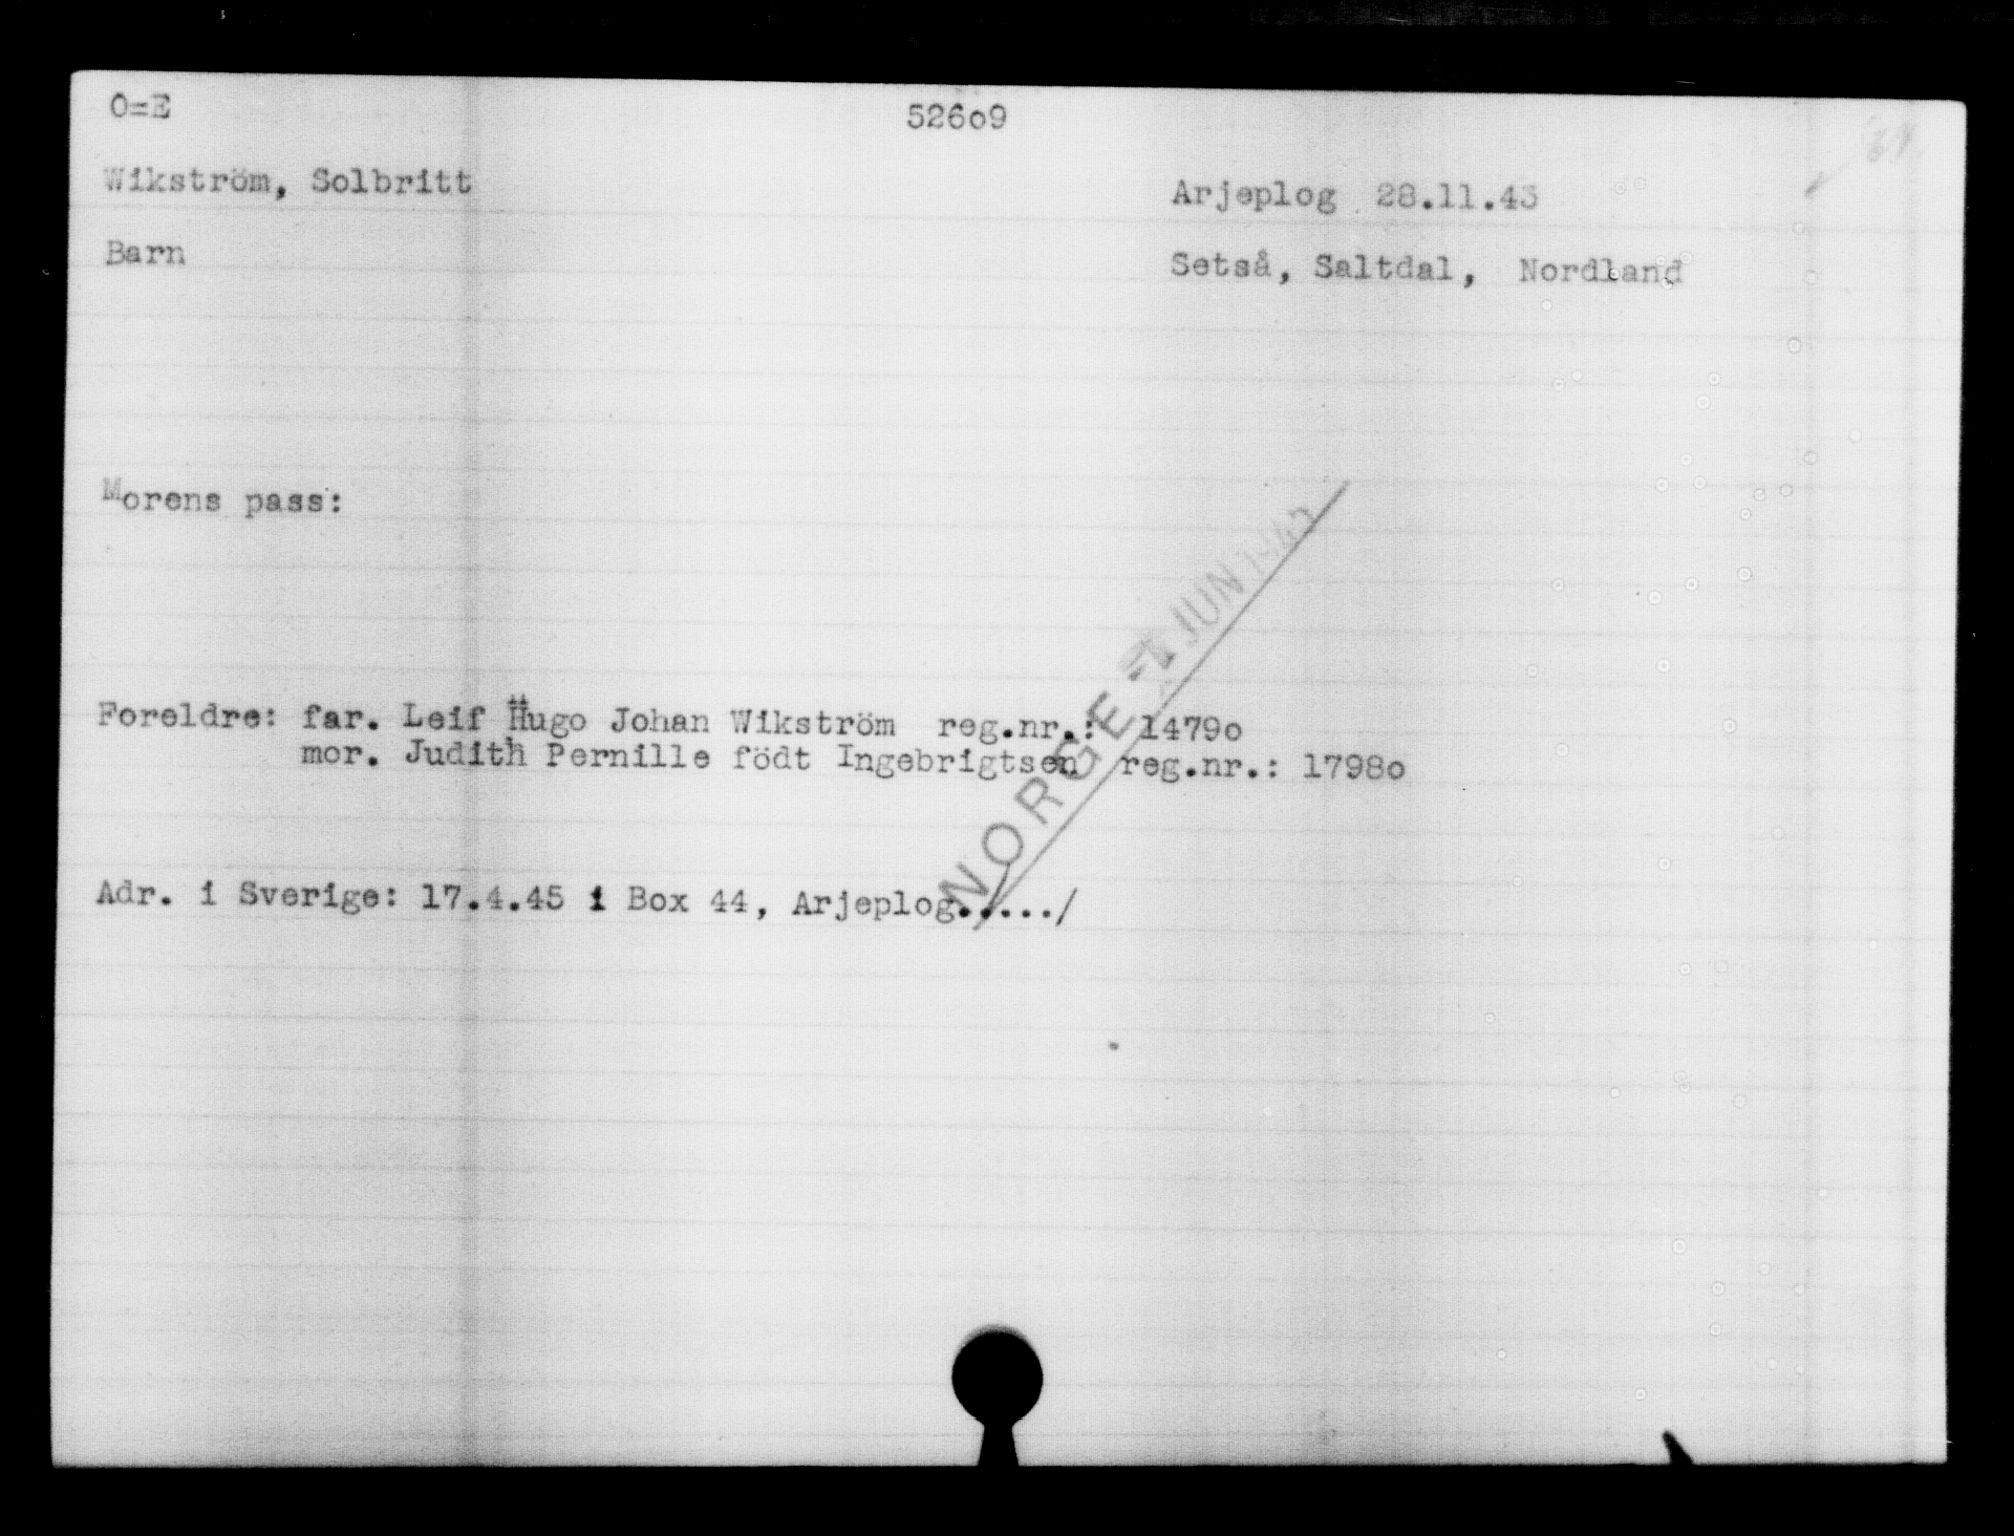 O=E
52609
Wikström, Solbritt
Arjeplog 28.11.43
Barn
Setså, Saltdal, Nordland
Morens pass:
NORGE - JUN 1945
Foreldre: far. Leif Hugo Johan Wikström reg.nr.: 14790
mor. Judith Pernille födt Ingebrigtsen reg.nr.: 17980
Adr. i Sverige: 17.4.45 i Box 44, Arjeplog...../